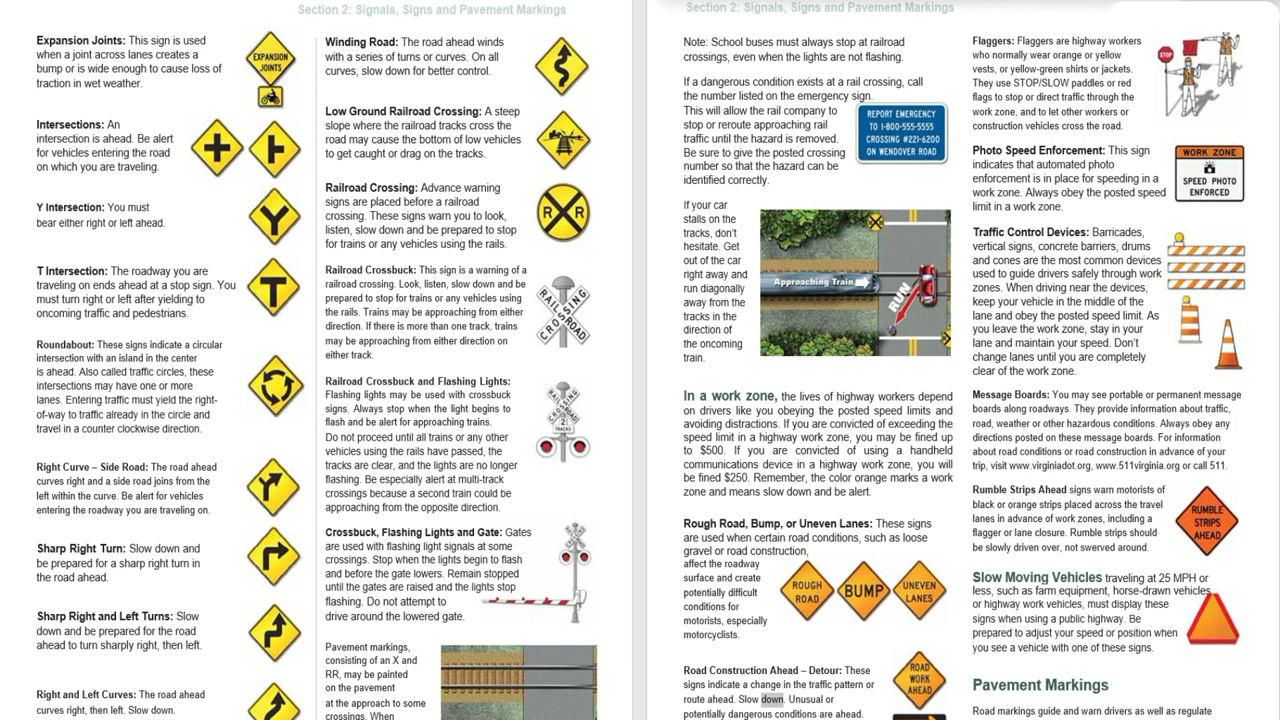 Section 2: Signals, Signs and Pavement Markings
Expansion Joints: This sign is used
when a joint across lanes creates a
bump or is wide enough to cause loss of
traction in wet weather.
EXPANSION
JOINTS
Intersections: An
intersection is ahead. Be alert
for vehicles entering the road
on which you are traveling.
Y Intersection: You must
bear either right or left ahead.
T Intersection: The roadway you are
traveling on ends ahead at a stop sign. You
must turn right or left after yielding to
oncoming traffic and pedestrians.
Roundabout: These signs indicate a circular
intersection with an island in the center
is ahead. Also called traffic circles, these
intersections may have one or more
lanes. Entering traffic must yield the right-
of-way to traffic already in the circle and
travel in a counter clockwise direction.
Right Curve – Side Road: The road ahead
curves right and a side road joins from the
left within the curve. Be alert for vehicles
entering the roadway you are traveling on.
Sharp Right Turn: Slow down and
be prepared for a sharp right turn in
the road ahead.
Sharp Right and Left Turns: Slow
down and be prepared for the road
ahead to turn sharply right, then left.
Right and Left Curves: The road ahead
curves right, then left. Slow down.
Winding Road: The road ahead winds
with a series of turns or curves. On all
curves, slow down for better control.
Low Ground Railroad Crossing: A steep
slope where the railroad tracks cross the
road may cause the bottom of low vehicles
to get caught or drag on the tracks.
Railroad Crossing: Advance warning
signs are placed before a railroad
crossing. These signs warn you to look,
listen, slow down and be prepared to stop
for trains or any vehicles using the rails.
R R
Railroad Crossbuck: This sign is a warning of a
railroad crossing. Look, listen, slow down and be
prepared to stop for trains or any vehicles using
the rails. Trains may be approaching from either
direction. If there is more than one track, trains
may be approaching from either direction on
either track.
RAILROAD
CROSSING
Railroad Crossbuck and Flashing Lights:
Flashing lights may be used with crossbuck
signs. Always stop when the light begins to
flash and be alert for approaching trains.
Do not proceed until all trains or any other
vehicles using the rails have passed, the
tracks are clear, and the lights are no longer
flashing. Be especially alert at multi-track
crossings because a second train could be
approaching from the opposite direction.
RAILROAD
CROSSING
2
TRACKS
Crossbuck, Flashing Lights and Gate: Gates
are used with flashing light signals at some
crossings. Stop when the lights begin to flash
and before the gate lowers. Remain stopped
until the gates are raised and the lights stop
flashing. Do not attempt to
drive around the lowered gate.
Pavement markings,
consisting of an X and
RR, may be painted
on the pavement
at the approach to some
crossings. When
Section 2: Signals, Signs and Pavement Markings
Note: School buses must always stop at railroad
crossings, even when the lights are not flashing.
If a dangerous condition exists at a rail crossing, call
the number listed on the emergency sign.
This will allow the rail company to
stop or reroute approaching rail
traffic until the hazard is removed.
Be sure to give the posted crossing
number so that the hazard can be
identified correctly.
REPORT EMERGENCY
TO 1-800-555-5555
CROSSING #221-6200
ON WENDOVER ROAD
If your car
stalls on the
tracks, don't
hesitate. Get
out of the car
right away and
run diagonally
away from the
tracks in the
direction of
the oncoming
train.
Approaching Train
RUN
In a work zone, the lives of highway workers depend
on drivers like you obeying the posted speed limits and
avoiding distractions. If you are convicted of exceeding the
speed limit in a highway work zone, you may be fined up
to $500. If you are convicted of using a handheld
communications device in a highway work zone, you will
be fined $250. Remember, the color orange marks a work
zone and means slow down and be alert.
Rough Road, Bump, or Uneven Lanes: These signs
are used when certain road conditions, such as loose
gravel or road construction,
affect the roadway
surface and create
potentially difficult
conditions for
motorists, especially
motorcyclists.
ROUGH
ROAD
BUMP
UNEVEN
LANES
Road Construction Ahead – Detour: These
signs indicate a change in the traffic pattern or
route ahead. Slow down. Unusual or
potentially dangerous conditions are ahead.
ROAD
WORK
AHEAD
Flaggers: Flaggers are highway workers
who normally wear orange or yellow
vests, or yellow-green shirts or jackets.
They use STOP/SLOW paddles or red
flags to stop or direct traffic through the
work zone, and to let other workers or
construction vehicles cross the road.
STOP
Photo Speed Enforcement: This sign
indicates that automated photo
enforcement is in place for speeding in a
work zone. Always obey the posted speed
limit in a work zone.
WORK ZONE
SPEED PHOTO
ENFORCED
Traffic Control Devices: Barricades,
vertical signs, concrete barriers, drums
and cones are the most common devices
used to guide drivers safely through work
zones. When driving near the devices,
keep your vehicle in the middle of the
lane and obey the posted speed limit. As
you leave the work zone, stay in your
lane and maintain your speed. Don't
change lanes until you are completely
clear of the work zone.
Message Boards: You may see portable or permanent message
boards along roadways. They provide information about traffic,
road, weather or other hazardous conditions. Always obey any
directions posted on these message boards. For information
about road conditions or road construction in advance of your
trip, visit www.virginiadot.org, www.511virginia.org or call 511.
Rumble Strips Ahead signs warn motorists of
black or orange strips placed across the travel
lanes in advance of work zones, including a
flagger or lane closure. Rumble strips should
be slowly driven over, not swerved around.
RUMBLE
STRIPS
AHEAD
Slow Moving Vehicles traveling at 25 MPH or
less, such as farm equipment, horse-drawn vehicles
or highway work vehicles, must display these
signs when using a public highway. Be
prepared to adjust your speed or position when
you see a vehicle with one of these signs.
Pavement Markings
Road markings guide and warn drivers as well as regulate